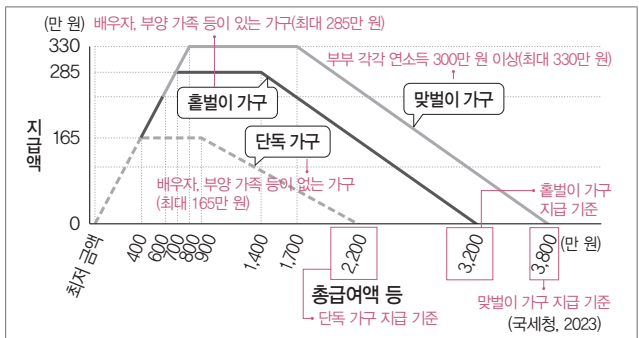 (만 원)
배우자, 부양 가족 등이 있는 가구(최대 285만 원)
330
285
165
0
지급액
부부 각각 연소득 300만 원 이상(최대 330만 원)
홑벌이 가구
맞벌이 가구
단독 가구
배우자, 부양 가족 등이 없는 가구
(최대 165만 원)
홑벌이 가구
지급 기준
최저 금액
400
600
700
800
900
1,400
1,700
2,200
3,200
3,800
(만 원)
총급여액 등
단독 가구 지급 기준
맞벌이 가구 지급 기준
(국세청, 2023)